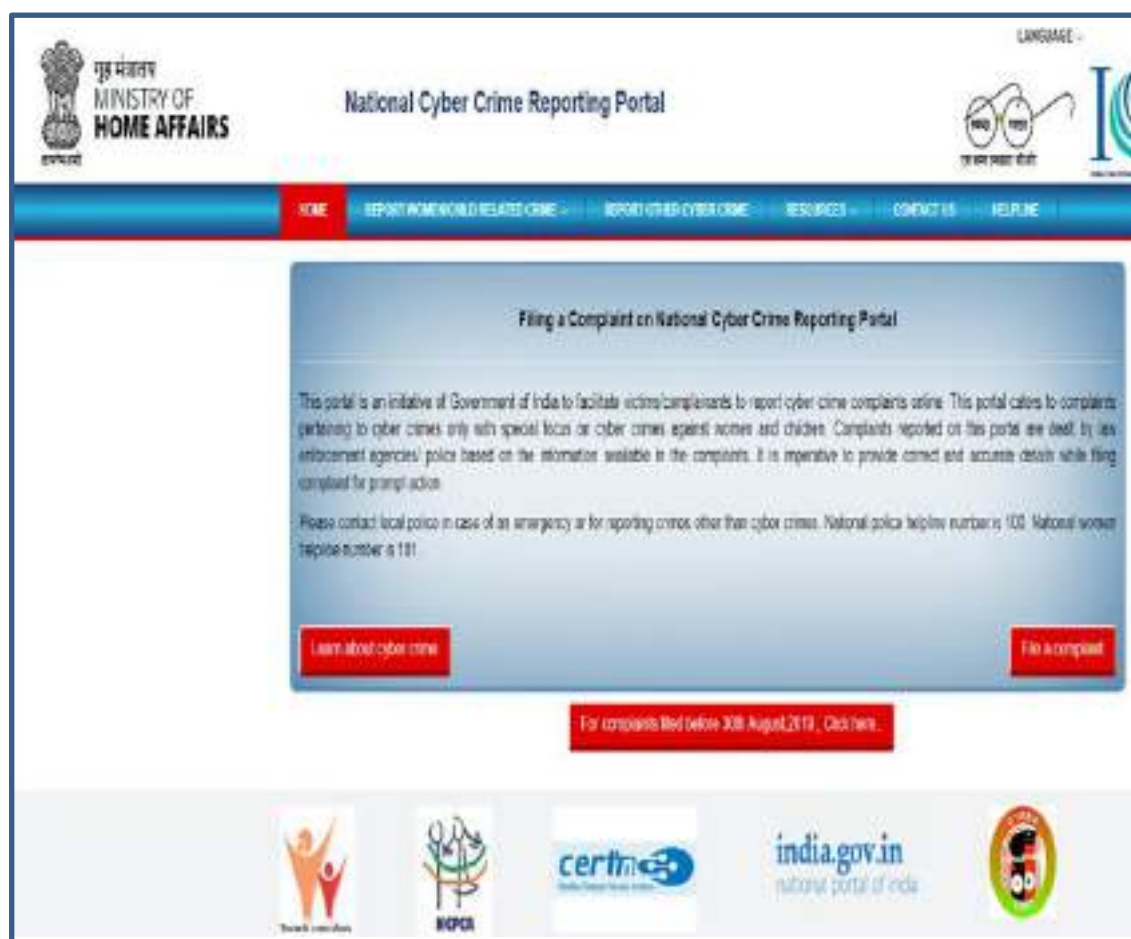 LANGUAGE
गृह मंत्रालय
MINISTRY OF
HOME AFFAIRS
National Cyber Crime Reporting Portal
HOME REPORT WOMEN/CHILD RELATED CRIME REPORT OTHER CYBER CRIME RESOURCES CONTACT US HELPLINE
Filing a Complaint on National Cyber Crime Reporting Portal
This portal is an initiative of Government of India to facilitate victims/complainants to report cyber crime complaints online. This portal caters to complaints
pertaining to cyber crimes only with special focus on cyber crimes against women and children. Complaints reported on this portal are dealt by law
enforcement agencies/ police based on the information available in the complaints. It is imperative to provide correct and accurate details while filing
complaint for prompt action.
Please contact local police in case of an emergency or for reporting crimes other than cyber crimes. National police helpline number is 100. National women
helpline number is 181.
Learn about cyber crime
File a complaint
For complaints filed before 30th August,2019 , Click here .
NCPCR
india.gov.in
national portal of india